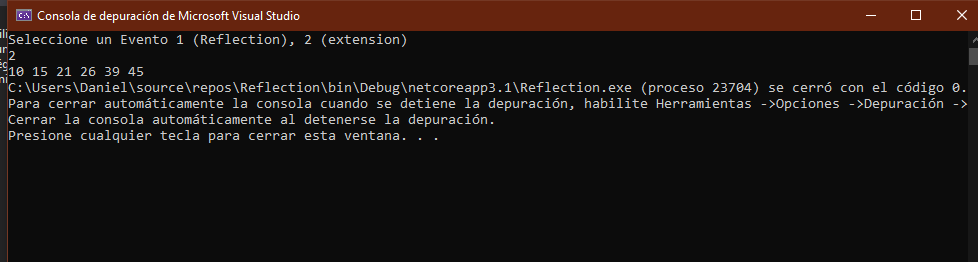 Consola de depuración de Microsoft Visual Studio
Seleccione un Evento 1 (Reflection), 2 (extension)
2
10 15 21 26 39 45
C:\Users\Daniel\source\repos\Reflection\bin\Debug\netcoreapp3.1\Reflection.exe (proceso 23704) se cerró con el código 0.
Para cerrar automáticamente la consola cuando se detiene la depuración, habilite Herramientas ->Opciones ->Depuración ->
Cerrar la consola automáticamente al detenerse la depuración.
Presione cualquier tecla para cerrar esta ventana. . .